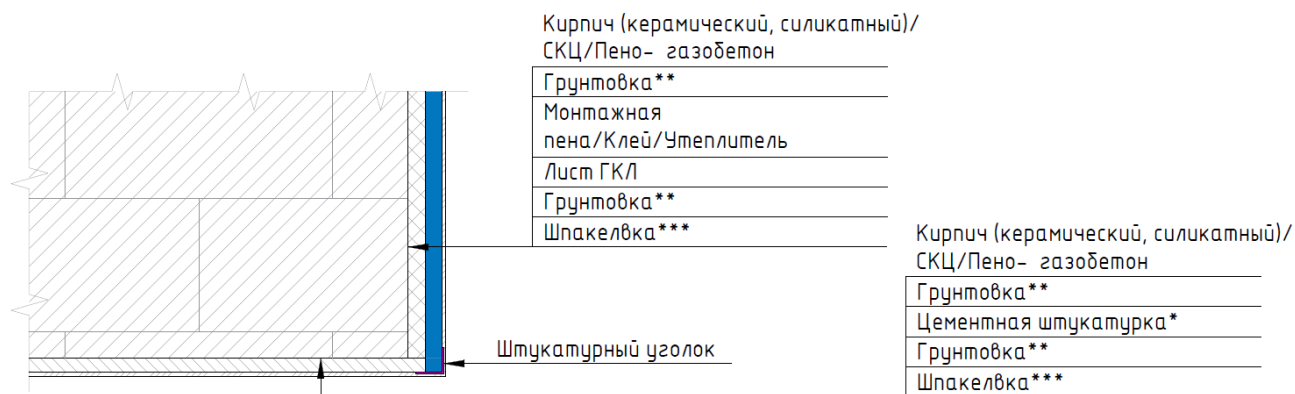 Кирпич (керамический, силикатный)/
СКЦ/Пено- газобетон
Грунтовка**
Монтажная
пена/Клей/Утеплитель
Лист ГКЛ
Грунтовка**
Шпакелвка***
Штукатурный уголок
Кирпич (керамический, силикатный)/
СКЦ/Пено- газобетон
Грунтовка**
Цементная штукатурка*
Грунтовка**
Шпакелвка***